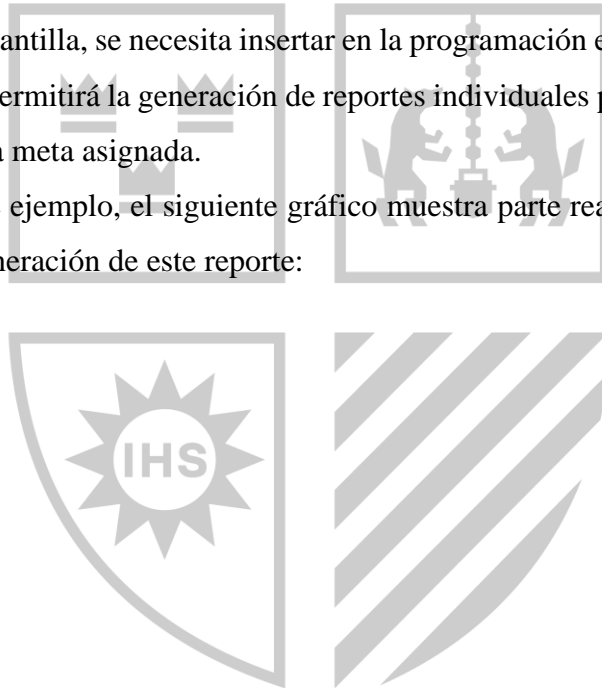 antilla, se necesita insertar en la programación e
ermitirá la generación de reportes individuales p
a meta asignada.
ejemplo, el siguiente gráfico muestra parte rea
neración de este reporte:
IHS